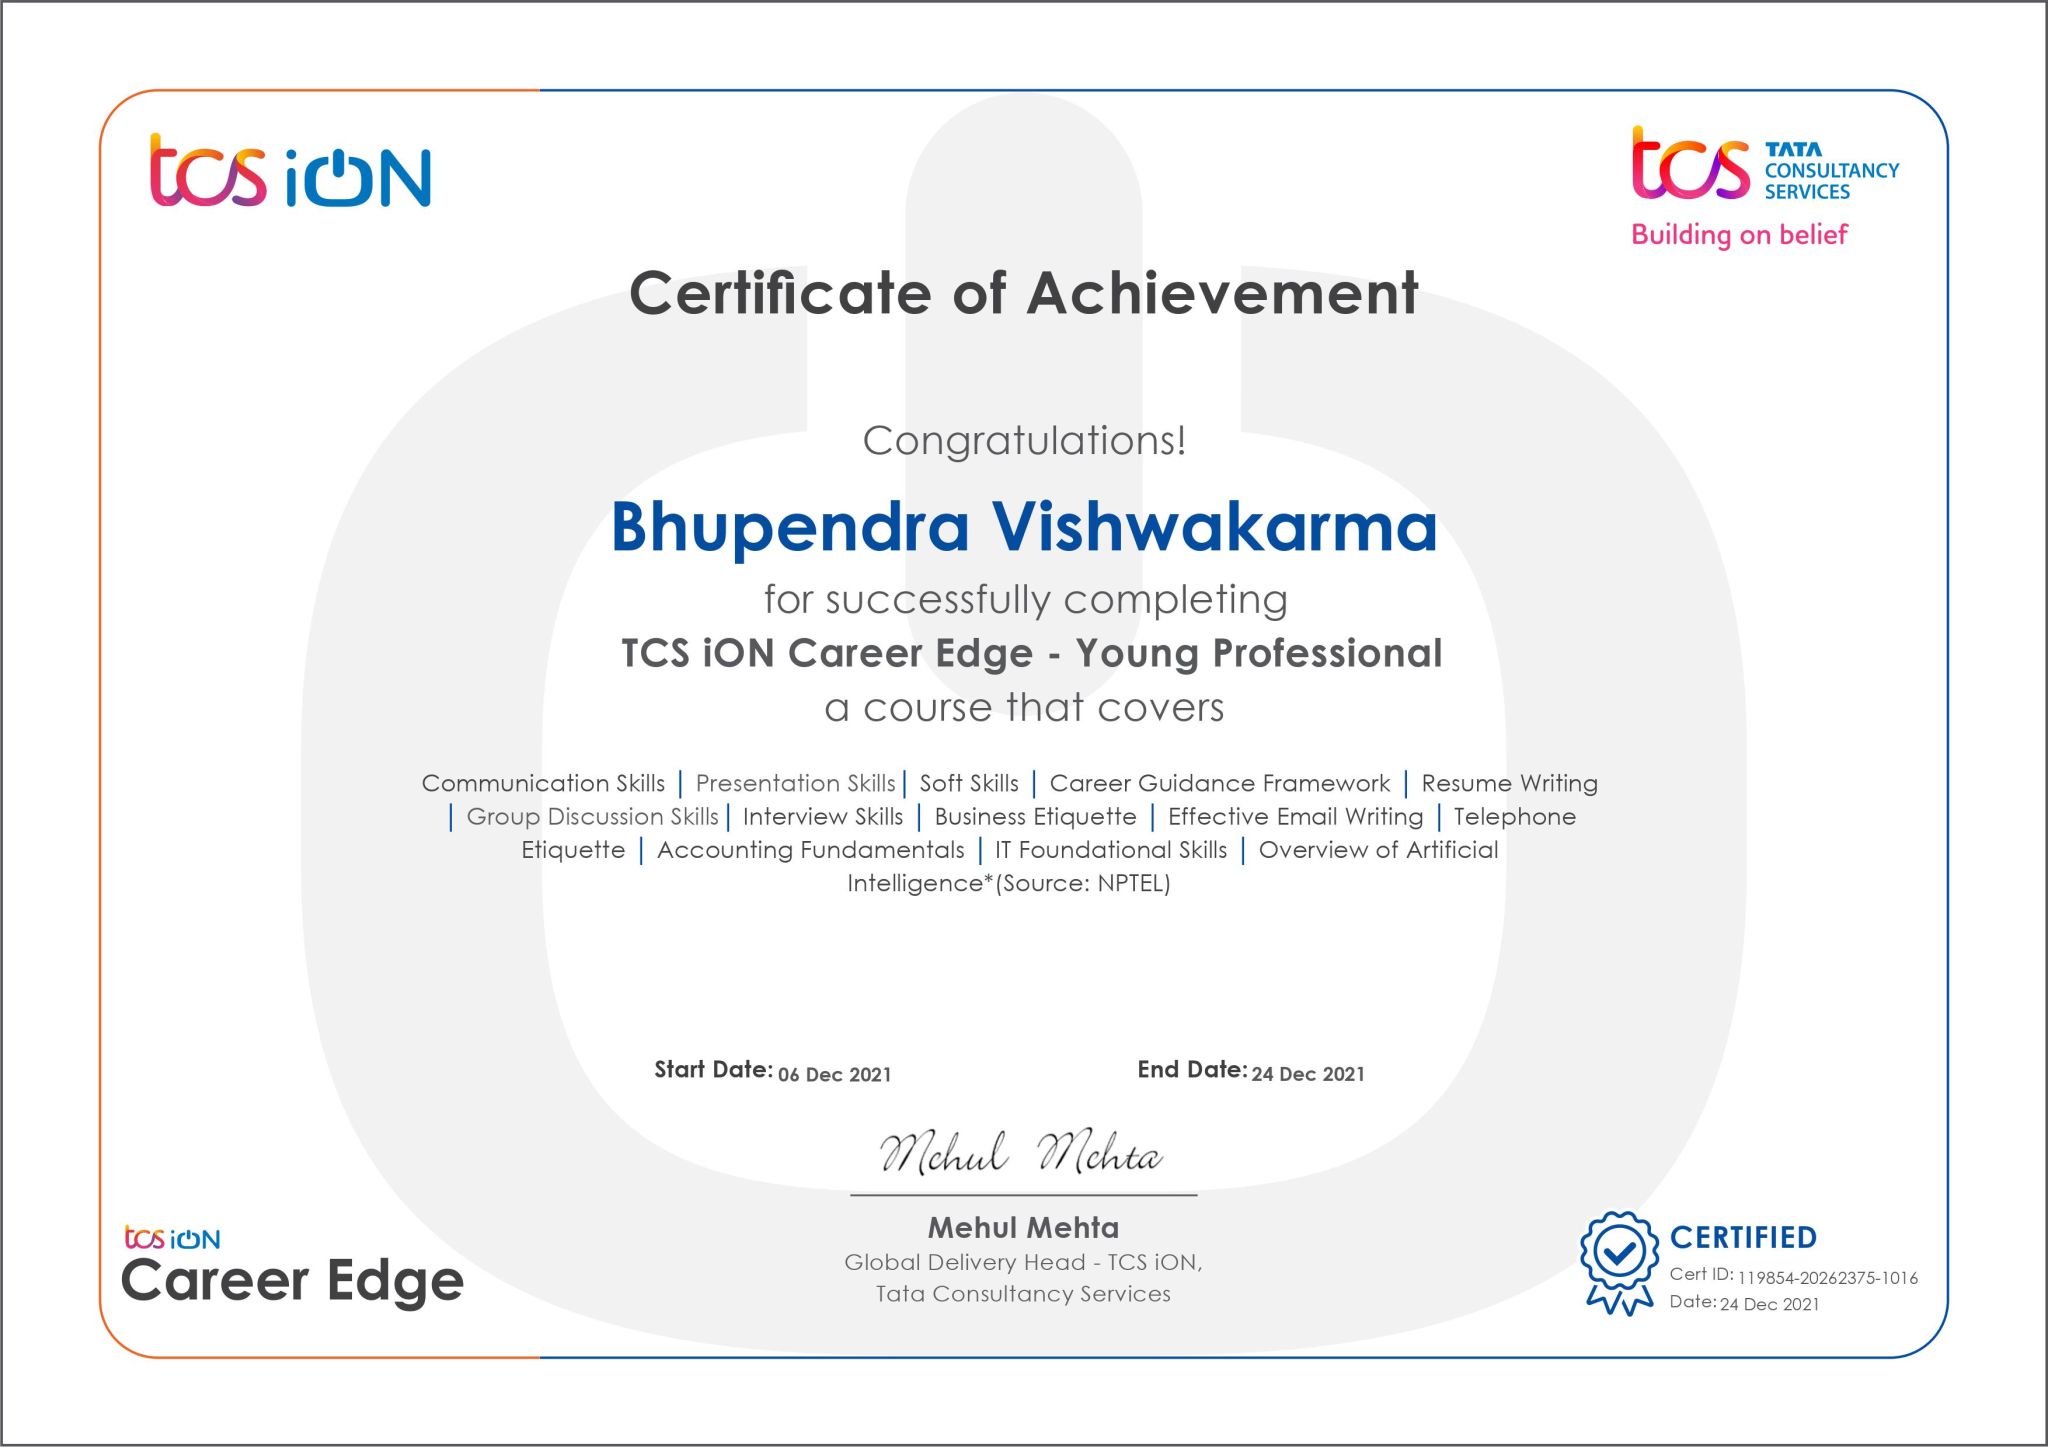 tcs iON
tcs TATA
CONSULTANCY
SERVICES
Building on belief
Certificate of Achievement
Congratulations!
Bhupendra Vishwakarma
for successfully completing
TCS iON Career Edge - Young Professional
a course that covers
Communication Skills | Presentation Skills | Soft Skills | Career Guidance Framework | Resume Writing
| Group Discussion Skills | Interview Skills | Business Etiquette | Effective Email Writing | Telephone
Etiquette | Accounting Fundamentals | IT Foundational Skills | Overview of Artificial
Intelligence*(Source: NPTEL)
Start Date: 06 Dec 2021
End Date: 24 Dec 2021
Mehul Mehta
Mehul Mehta
Global Delivery Head - TCS iON,
Tata Consultancy Services
tcs iON
Career Edge
CERTIFIED
Cert ID: 119854-20262375-1016
Date: 24 Dec 2021